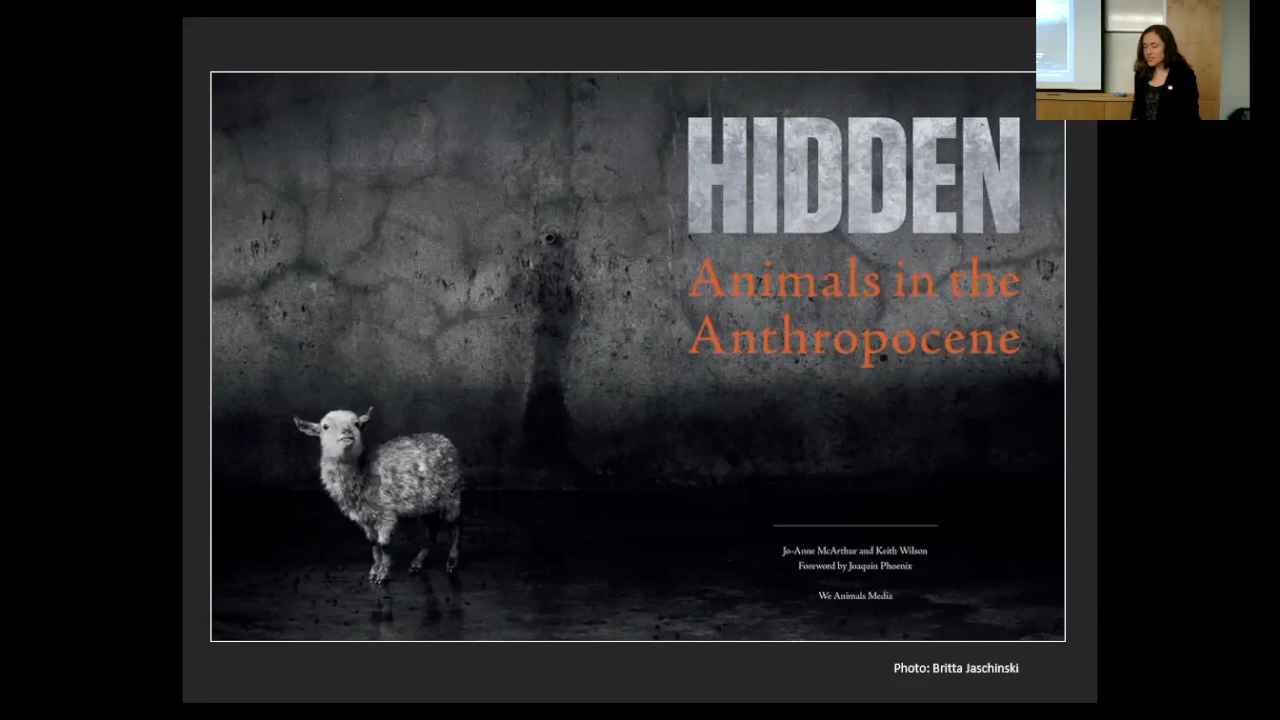 HIDDEN
Animals in the
Anthropocene
Jo-Anne McArthur and Keith Wilson
Foreword by Joaquin Phoenix
We Animals Media
Photo: Britta Jaschinski